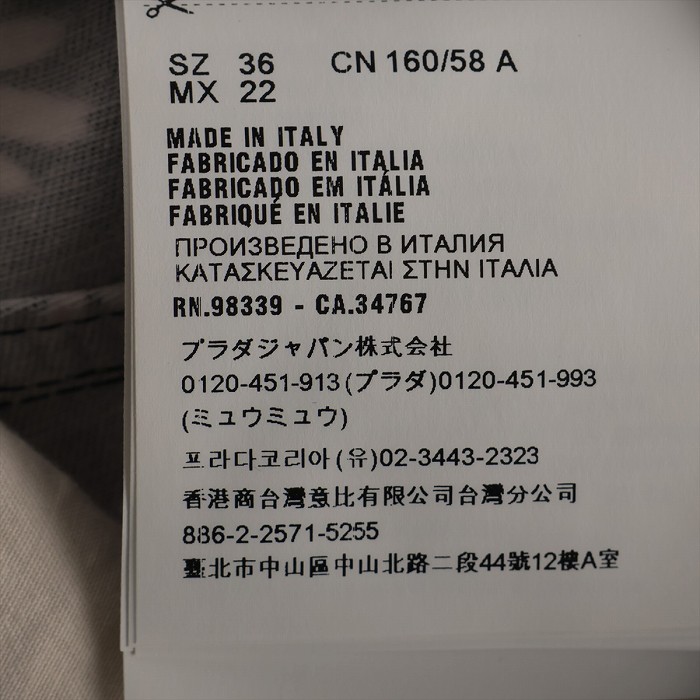 SZ 36 CN 160/58 A
MX 22
MADE IN ITALY
FABRICADO EN ITALIA
FABRICADO EM ITÁLIA
FABRIQUÉ EN ITALIE
ПРОИЗВЕДЕНО В ИТАЛИЯ
ΚΑΤΑΣΚΕΥΑΖΕΤΑΙ ΣΤΗΝ ΙΤΑΛΙΑ
RN.98339 - CA.34767
プラダジャパン株式会社
0120-451-913(プラダ)0120-451-993
(ミュウミュウ)
프라다코리아(유)02-3443-2323
香港商台灣意比有限公司台灣分公司
886-2-2571-5255
臺北市中山區中山北路二段44號12樓A室